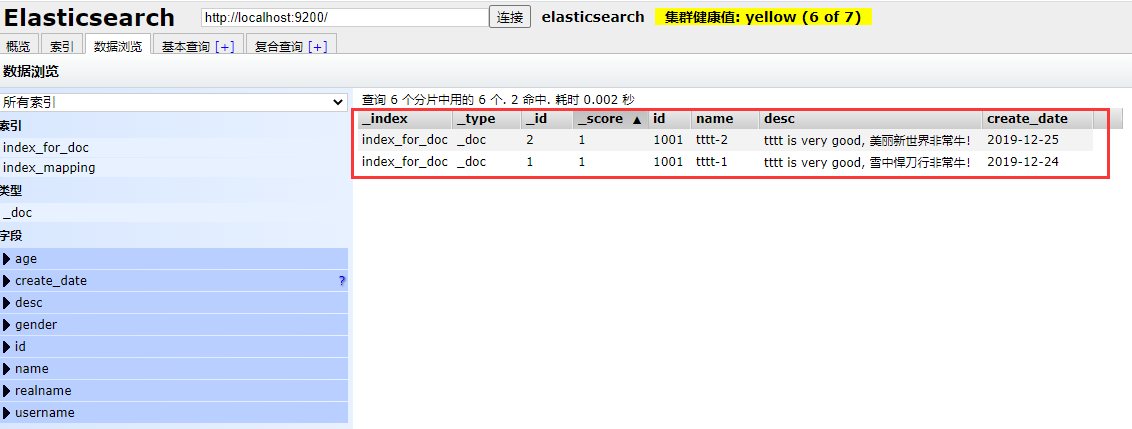 Elasticsearch http://localhost:9200/ 连接 elasticsearch 集群健康值: yellow (6 of 7)
概览 索引 数据浏览 基本查询 [+] 复合查询 [+]
数据浏览
所有索引
索引
index_for_doc
index_mapping
类型
_doc
字段
age
create_date ?
desc
gender
id
name
realname
username
查询 6 个分片中用的 6 个. 2 命中. 耗时 0.002 秒
_index _type _id _score ▲ id name desc create_date
index_for_doc _doc 2 1 1001 tttt-2 tttt is very good, 美丽新世界非常牛! 2019-12-25
index_for_doc _doc 1 1 1001 tttt-1 tttt is very good, 雪中悍刀行非常牛! 2019-12-24